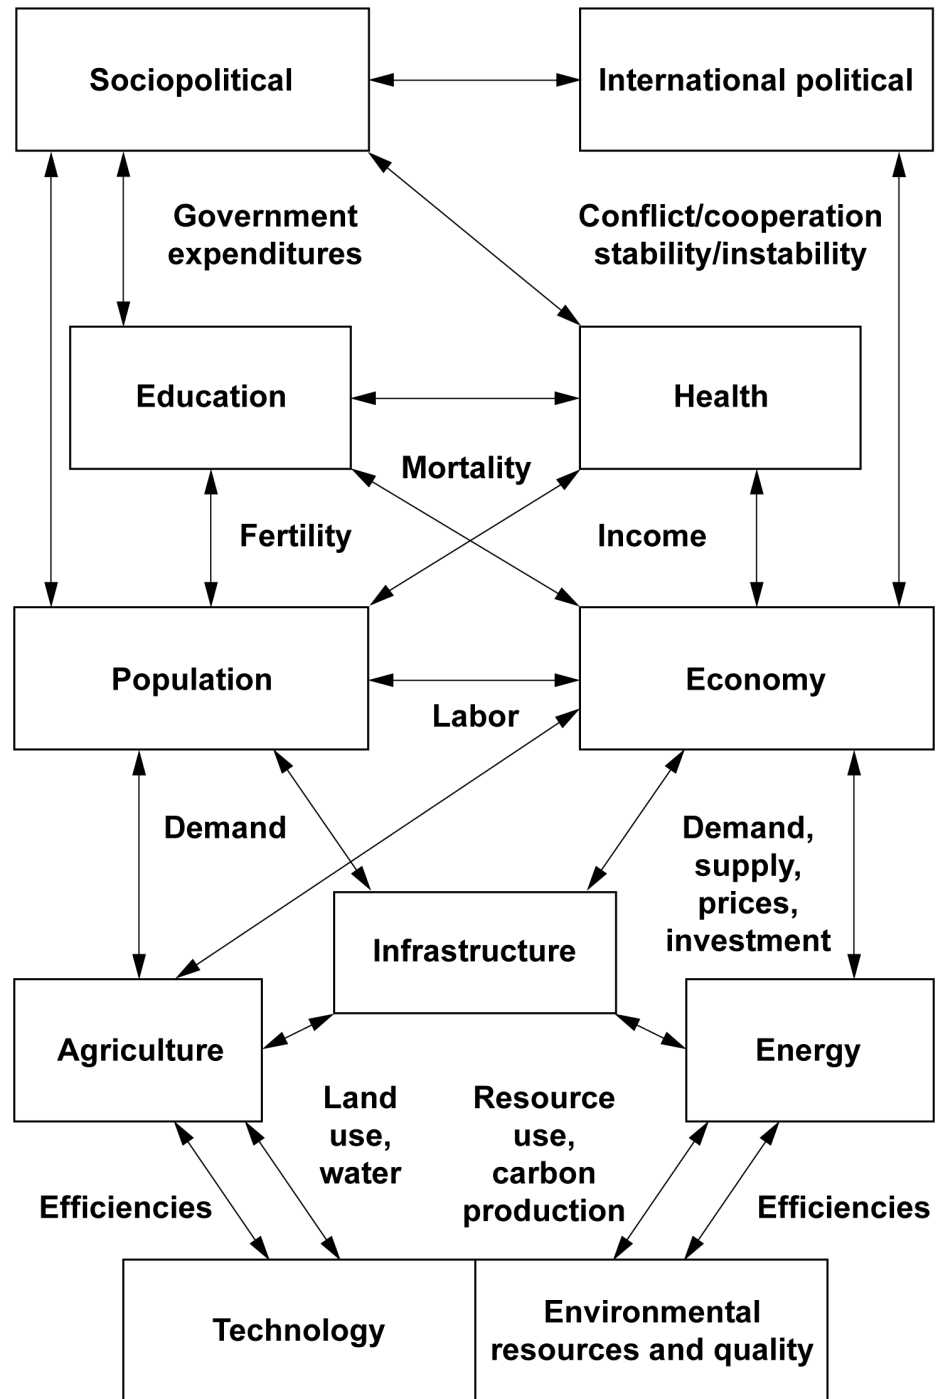 Sociopolitical
International political
Government
expenditures
Conflict/cooperation
stability/instability
Education
Health
Mortality
Fertility
Income
Population
Economy
Labor
Demand
Demand,
supply,
prices,
investment
Infrastructure
Agriculture
Energy
Land
use,
water
Resource
use,
carbon
production
Efficiencies
Efficiencies
Technology
Environmental
resources and quality